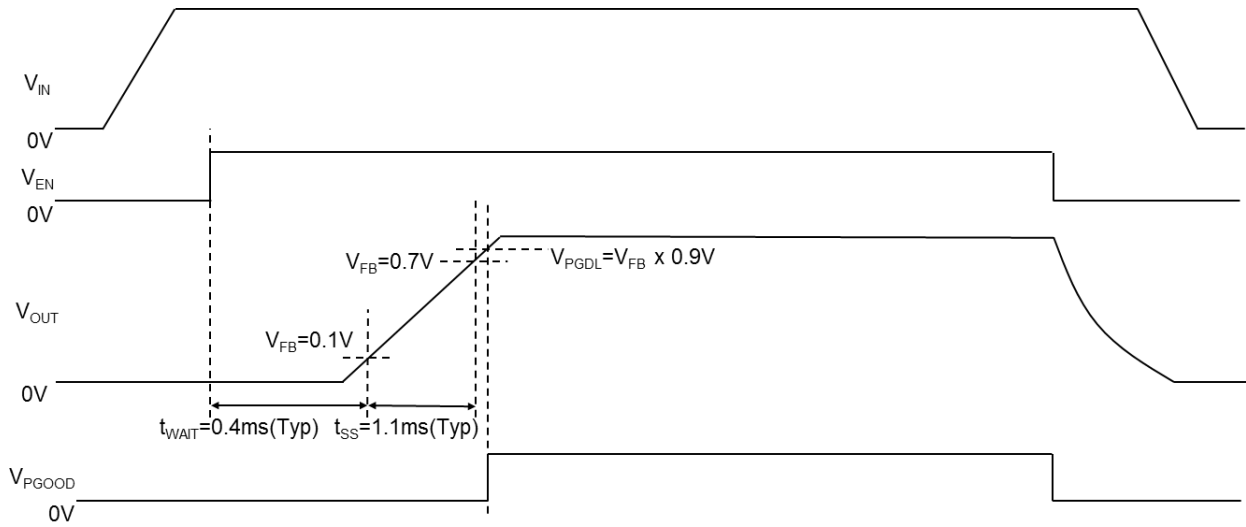 VIN
0V
VEN
0V
VFB=0.7V
VPGDL=VFB x 0.9V
VOUT
VFB=0.1V
0V
tWAIT=0.4ms(Typ)
tSS=1.1ms(Typ)
VPGOOD
0V